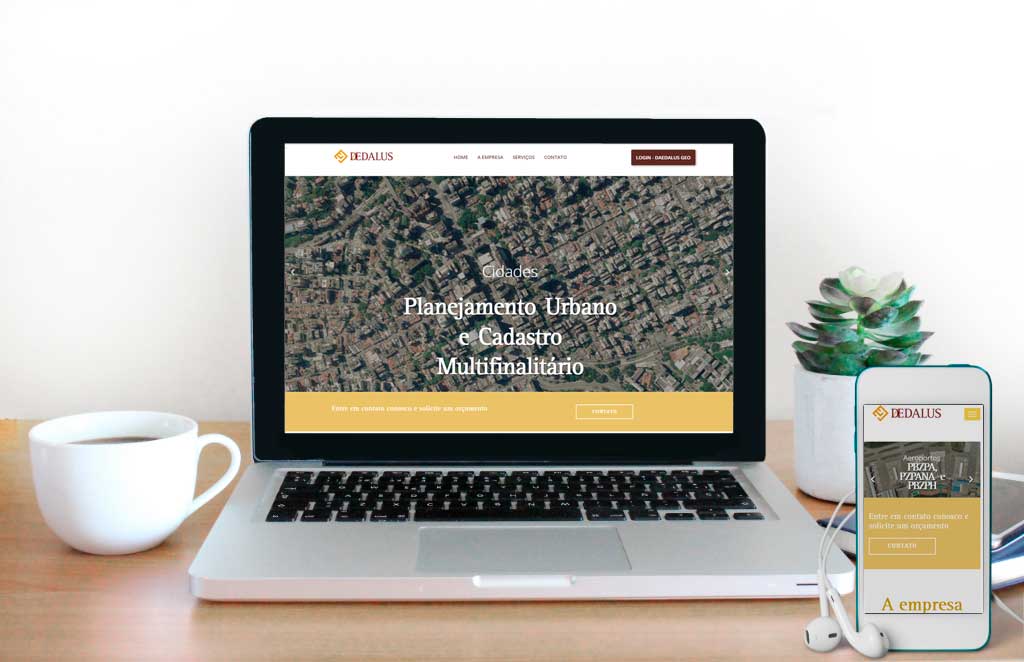 DEDALUS
HOME A EMPRESA SERVIÇOS CONTATO
LOGIN - DAEDALUS GEO
Cidades
Planejamento Urbano
e Cadastro
Multifinalitário
Entre em contato conosco e solicite um orçamento
CONTATO
DEDALUS
Aeroportos
PBZPA,
PZPANA e
PBZPH
Entre em contato conosco e
solicite um orçamento
CONTATO
A empresa